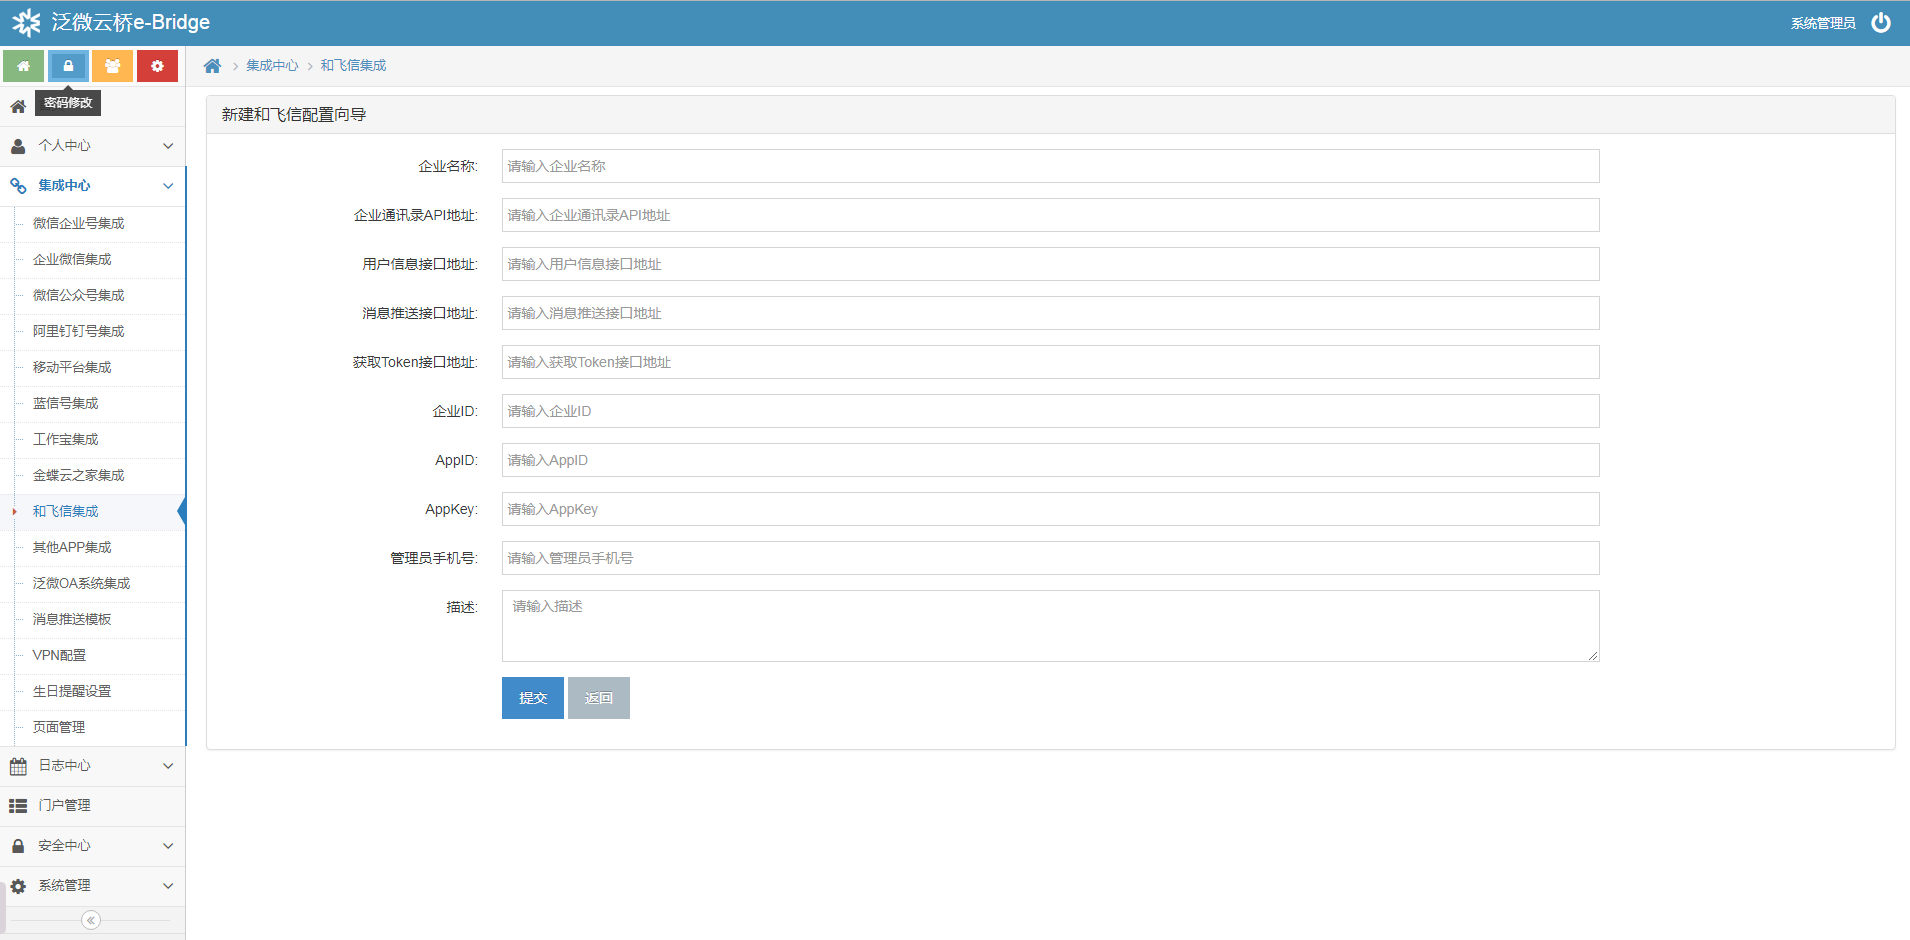 泛微云桥e-Bridge
系统管理员
密码修改
集成中心 > 和飞信集成
个人中心
集成中心
微信企业号集成
企业微信集成
微信公众号集成
阿里钉钉号集成
移动平台集成
蓝信号集成
工作宝集成
金蝶云之家集成
和飞信集成
其他APP集成
泛微OA系统集成
消息推送模板
VPN配置
生日提醒设置
页面管理
日志中心
门户管理
安全中心
系统管理
新建和飞信配置向导
企业名称: 请输入企业名称
企业通讯录API地址: 请输入企业通讯录API地址
用户信息接口地址: 请输入用户信息接口地址
消息推送接口地址: 请输入消息推送接口地址
获取Token接口地址: 请输入获取Token接口地址
企业ID: 请输入企业ID
AppID: 请输入AppID
AppKey: 请输入AppKey
管理员手机号: 请输入管理员手机号
描述: 请输入描述
提交 返回